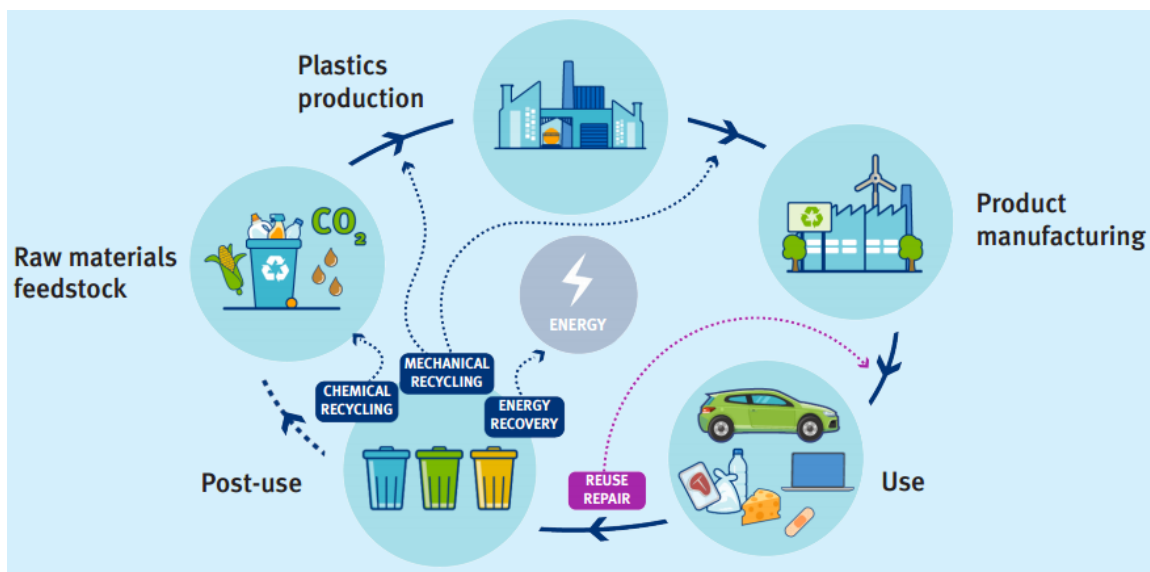 Plastics
production
Product
manufacturing
Raw materials
feedstock
CO2
ENERGY
MECHANICAL
RECYCLING
CHEMICAL
RECYCLING
ENERGY
RECOVERY
REUSE
REPAIR
Post-use
Use